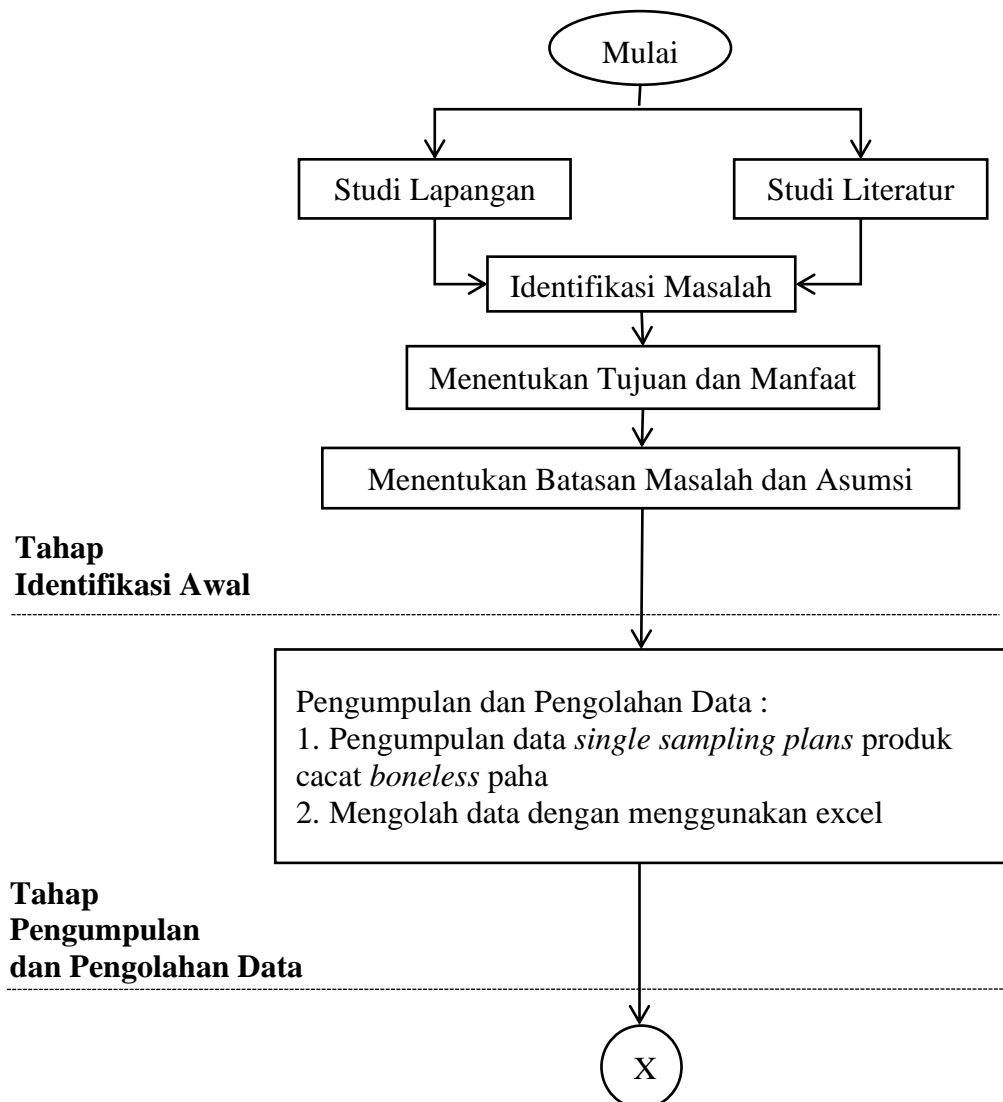 Mulai
Studi Lapangan
Studi Literatur
Identifikasi Masalah
Menentukan Tujuan dan Manfaat
Menentukan Batasan Masalah dan Asumsi
Tahap
Identifikasi Awal
Pengumpulan dan Pengolahan Data :
1. Pengumpulan data single sampling plans produk
cacat boneless paha
2. Mengolah data dengan menggunakan excel
Tahap
Pengumpulan
dan Pengolahan Data
X